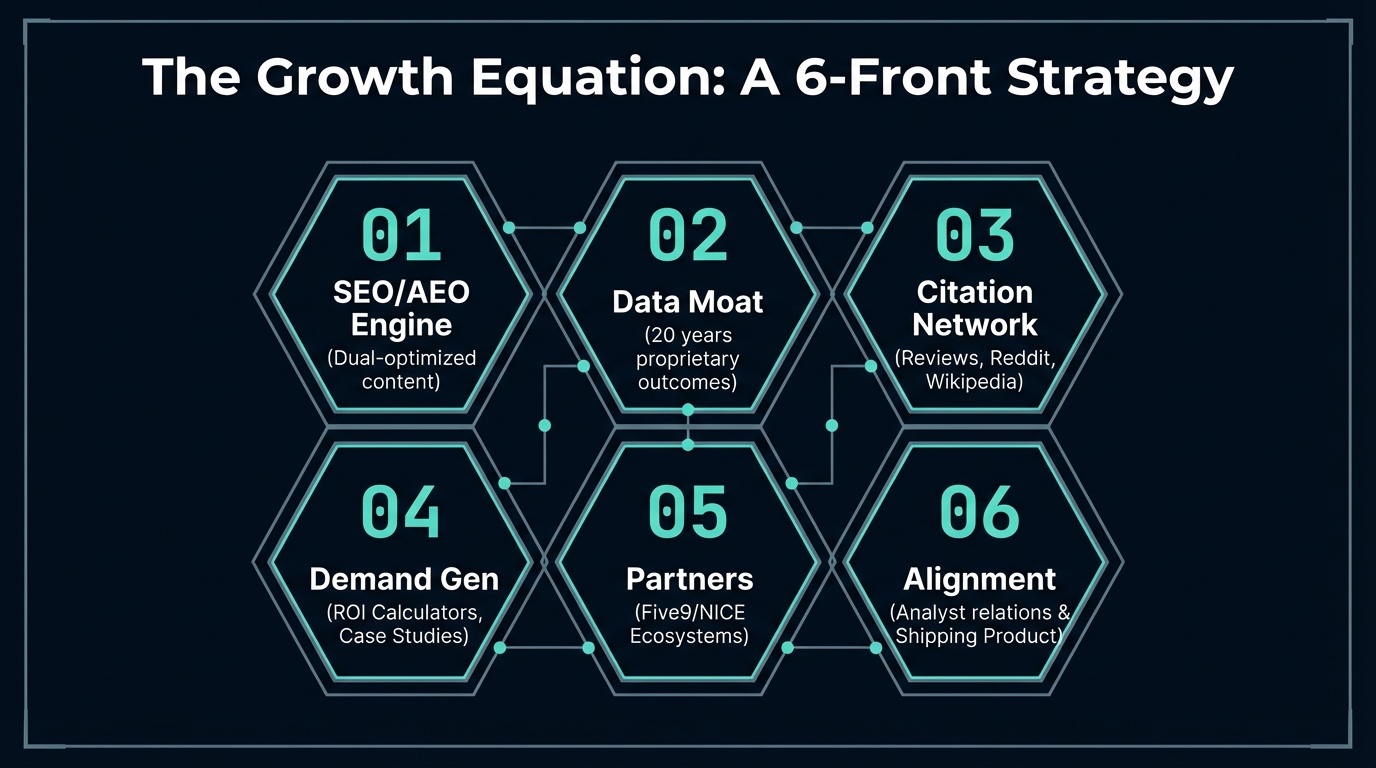 The Growth Equation: A 6-Front Strategy
01
SEO/AEO
Engine
(Dual-optimized
content)
02
Data Moat
(20 years
proprietary
outcomes)
03
Citation
Network
(Reviews, Reddit,
Wikipedia)
04
Demand Gen
(ROI Calculators,
Case Studies)
05
Partners
(Five9/NICE
Ecosystems)
06
Alignment
(Analyst relations &
Shipping Product)